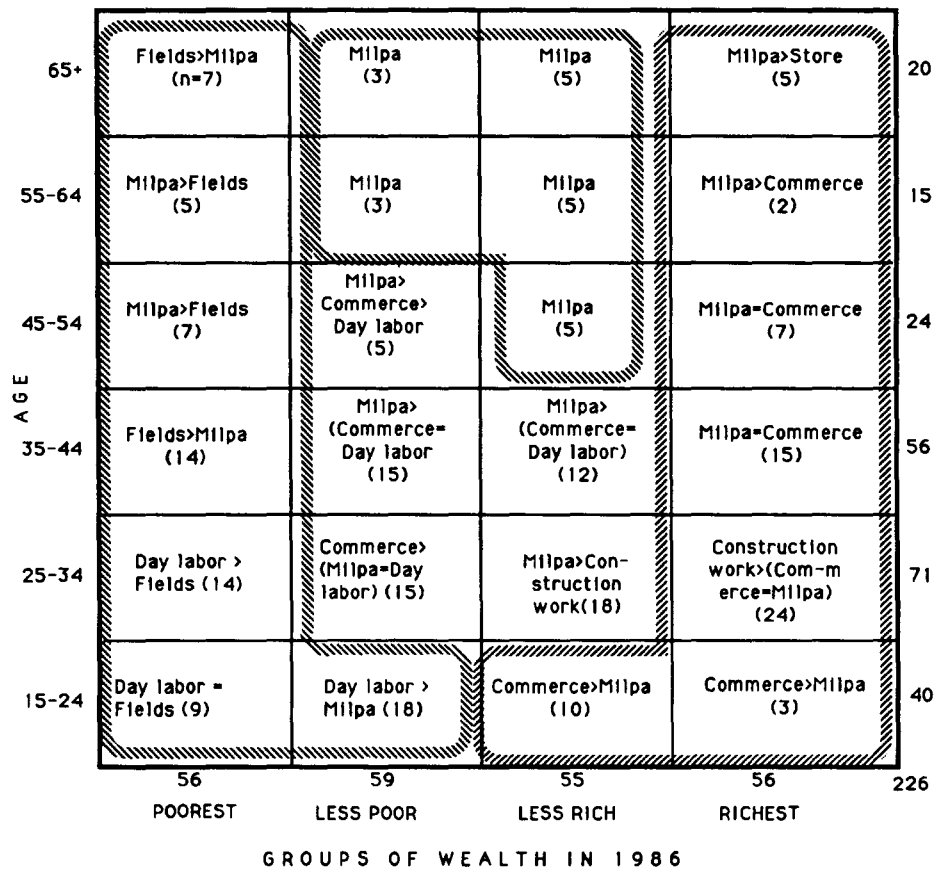 65+
Fields>Milpa
(n=7)
Milpa
(3)
Milpa
(5)
Milpa>Store
(5)
20
55-64
Milpa>Fields
(5)
Milpa
(3)
Milpa
(5)
Milpa>Commerce
(2)
15
45-54
Milpa>Fields
(7)
Milpa>
Commerce>
Day labor
(5)
Milpa
(5)
Milpa=Commerce
(7)
24
AGE
35-44
Fields>Milpa
(14)
Milpa>
(Commerce=
Day labor
(15)
Milpa>
(Commerce=
Day labor)
(12)
Milpa=Commerce
(15)
56
25-34
Day labor >
Fields (14)
Commerce>
(Milpa=Day
labor) (15)
Milpa>Con-
struction
work(18)
Construction
work>(Com-m
erce=Milpa)
(24)
71
15-24
Day labor =
Fields (9)
Day labor >
Milpa (18)
Commerce>Milpa
(10)
Commerce>Milpa
(3)
40
56
59
55
56
226
POOREST
LESS POOR
LESS RICH
RICHEST
GROUPS OF WEALTH IN 1986